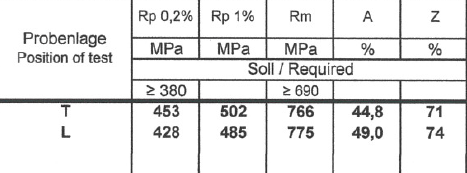 Probenlage
Position of test
Rp 0,2% Rp 1% Rm A Z
MPa MPa MPa % %
Soll / Required
≥ 380 ≥ 690
T 453 502 766 44,8 71
L 428 485 775 49,0 74